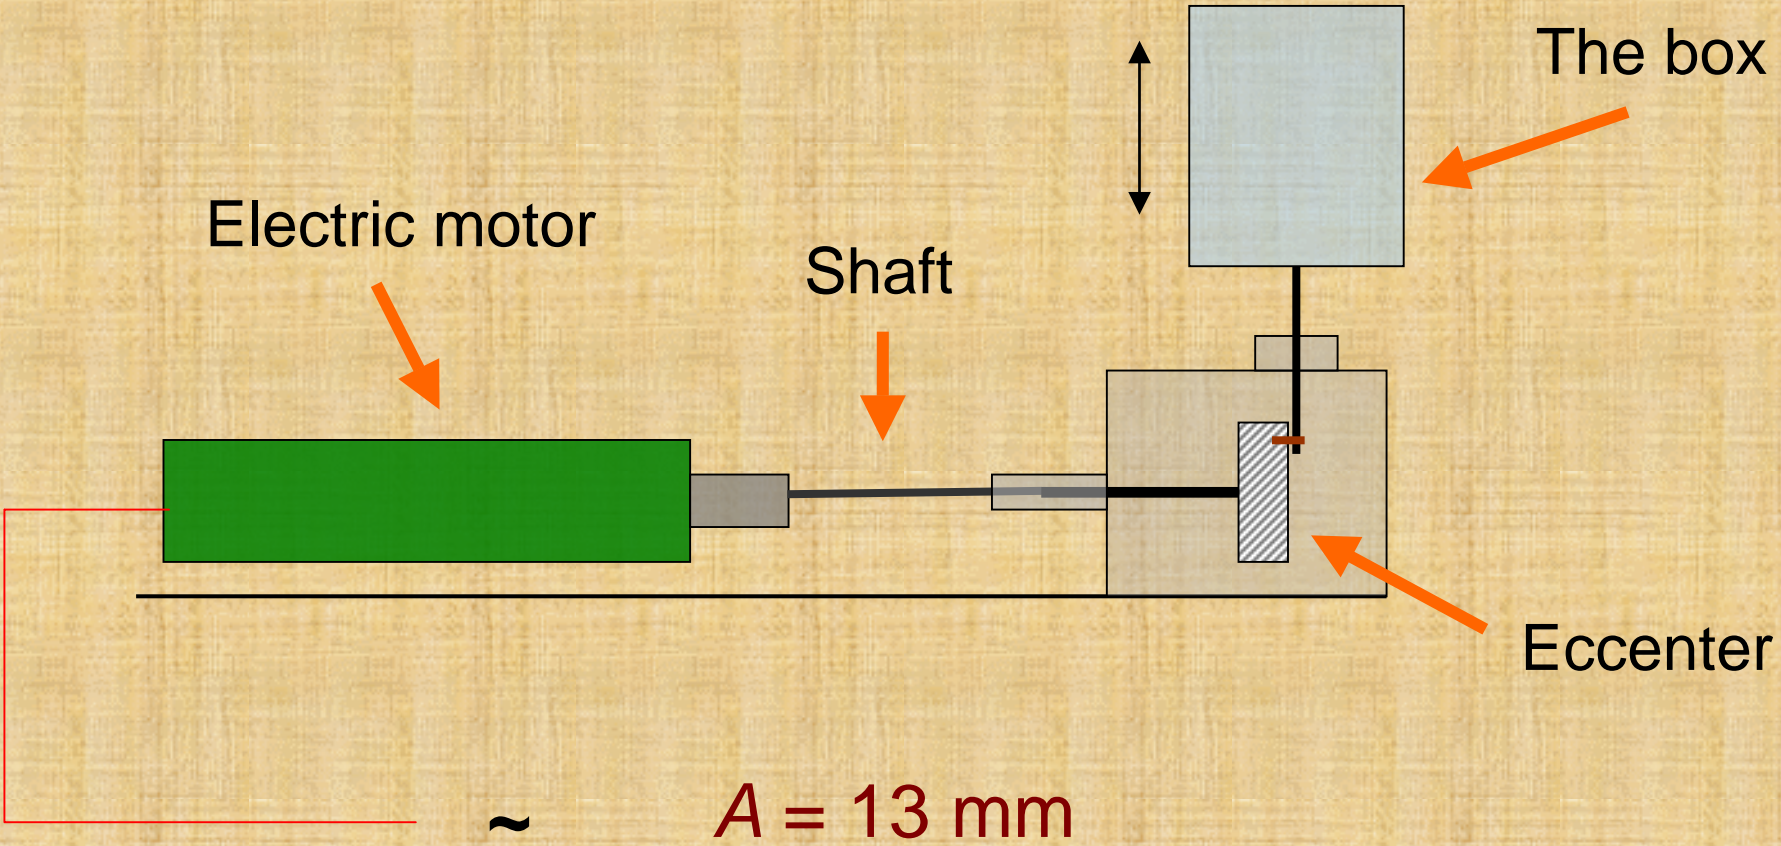 The box
Electric motor
Shaft
Eccenter
~ A = 13 mm